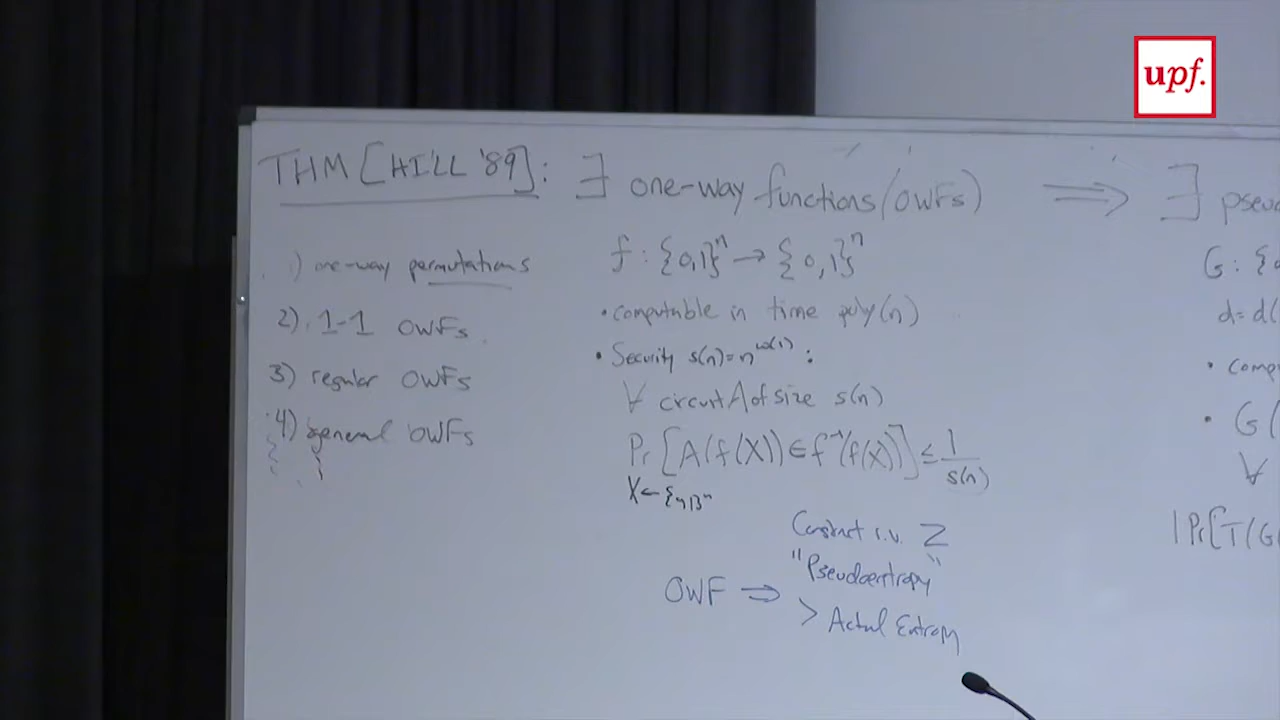 upf.
THM [HILL '89]: ∃ one-way functions (OWFs) ⟹ ∃ pseu
1) one-way permutations
2) 1-1 OWFs
3) regular OWFs
4) general OWFs
f : {0,1}ⁿ → {0,1}ⁿ
• computable in time poly(n)
• Security s(n)=n^ω(1) :
∀ circuit A of size s(n)
Pr[A(f(X)) ∈ f⁻¹(f(X))] ≤ 1/s(n)
X ← {0,1}ⁿ
Construct r.v. Z
"Pseudoentropy"
OWF ⟹
> Actual Entropy
G : {
d = d(
• comp
• G(
∀
|Pr[T(G